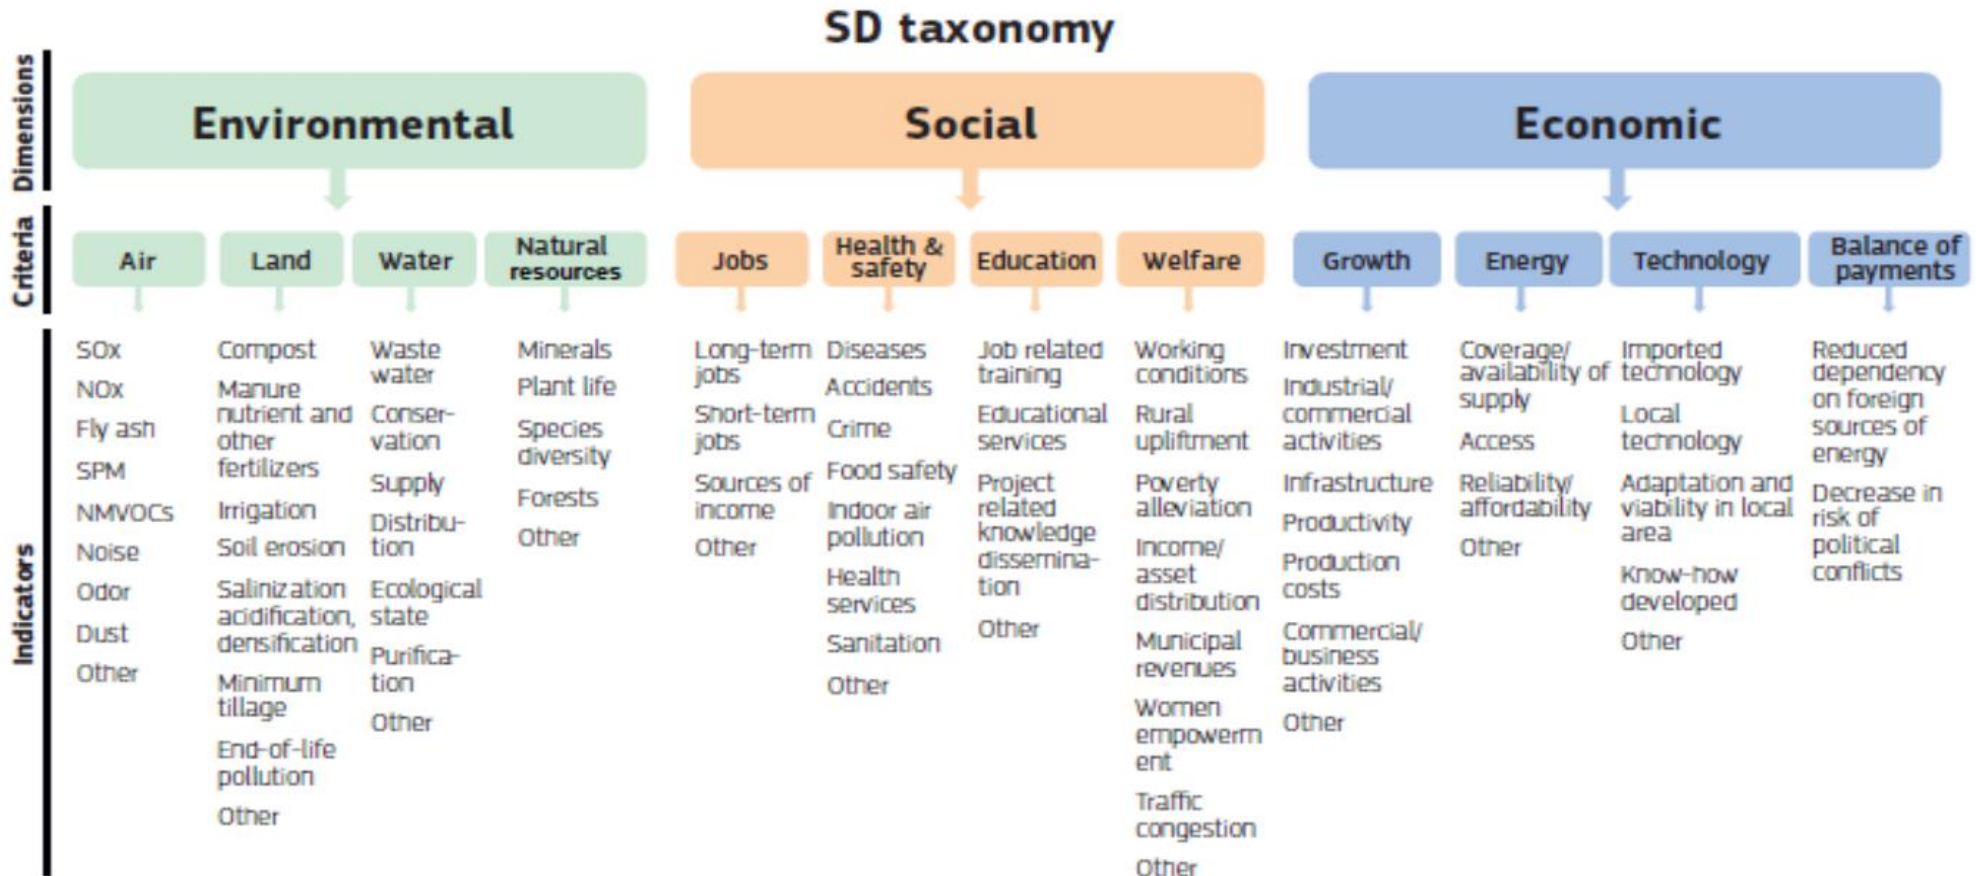 SD taxonomy
Dimensions
Environmental
Social
Economic
Criteria
Air
Land
Water
Natural
resources
Jobs
Health &
safety
Education
Welfare
Growth
Energy
Technology
Balance of
payments
Indicators
SOx
NOx
Fly ash
SPM
NMVOCs
Noise
Odor
Dust
Other
Compost
Manure
nutrient and
other
fertilizers
Irrigation
Soil erosion
Salinization
acidification,
densification
Minimum
tillage
End-of-life
pollution
Other
Waste
water
Conser-
vation
Supply
Distribu-
tion
Ecological
state
Purifica-
tion
Other
Minerals
Plant life
Species
diversity
Forests
Other
Long-term
jobs
Short-term
jobs
Sources of
income
Other
Diseases
Accidents
Crime
Food safety
Indoor air
pollution
Health
services
Sanitation
Other
Job related
training
Educational
services
Project
related
knowledge
dissemina-
tion
Other
Working
conditions
Rural
upliftment
Poverty
alleviation
Income/
asset
distribution
Municipal
revenues
Women
empowerm
ent
Traffic
congestion
Other
Investment
Industrial/
commercial
activities
Infrastructure
Productivity
Production
costs
Commercial/
business
activities
Other
Coverage/
availability of
supply
Access
Reliability/
affordability
Other
Imported
technology
Local
technology
Adaptation and
viability in local
area
Know-how
developed
Other
Reduced
dependency
on foreign
sources of
energy
Decrease in
risk of
political
conflicts